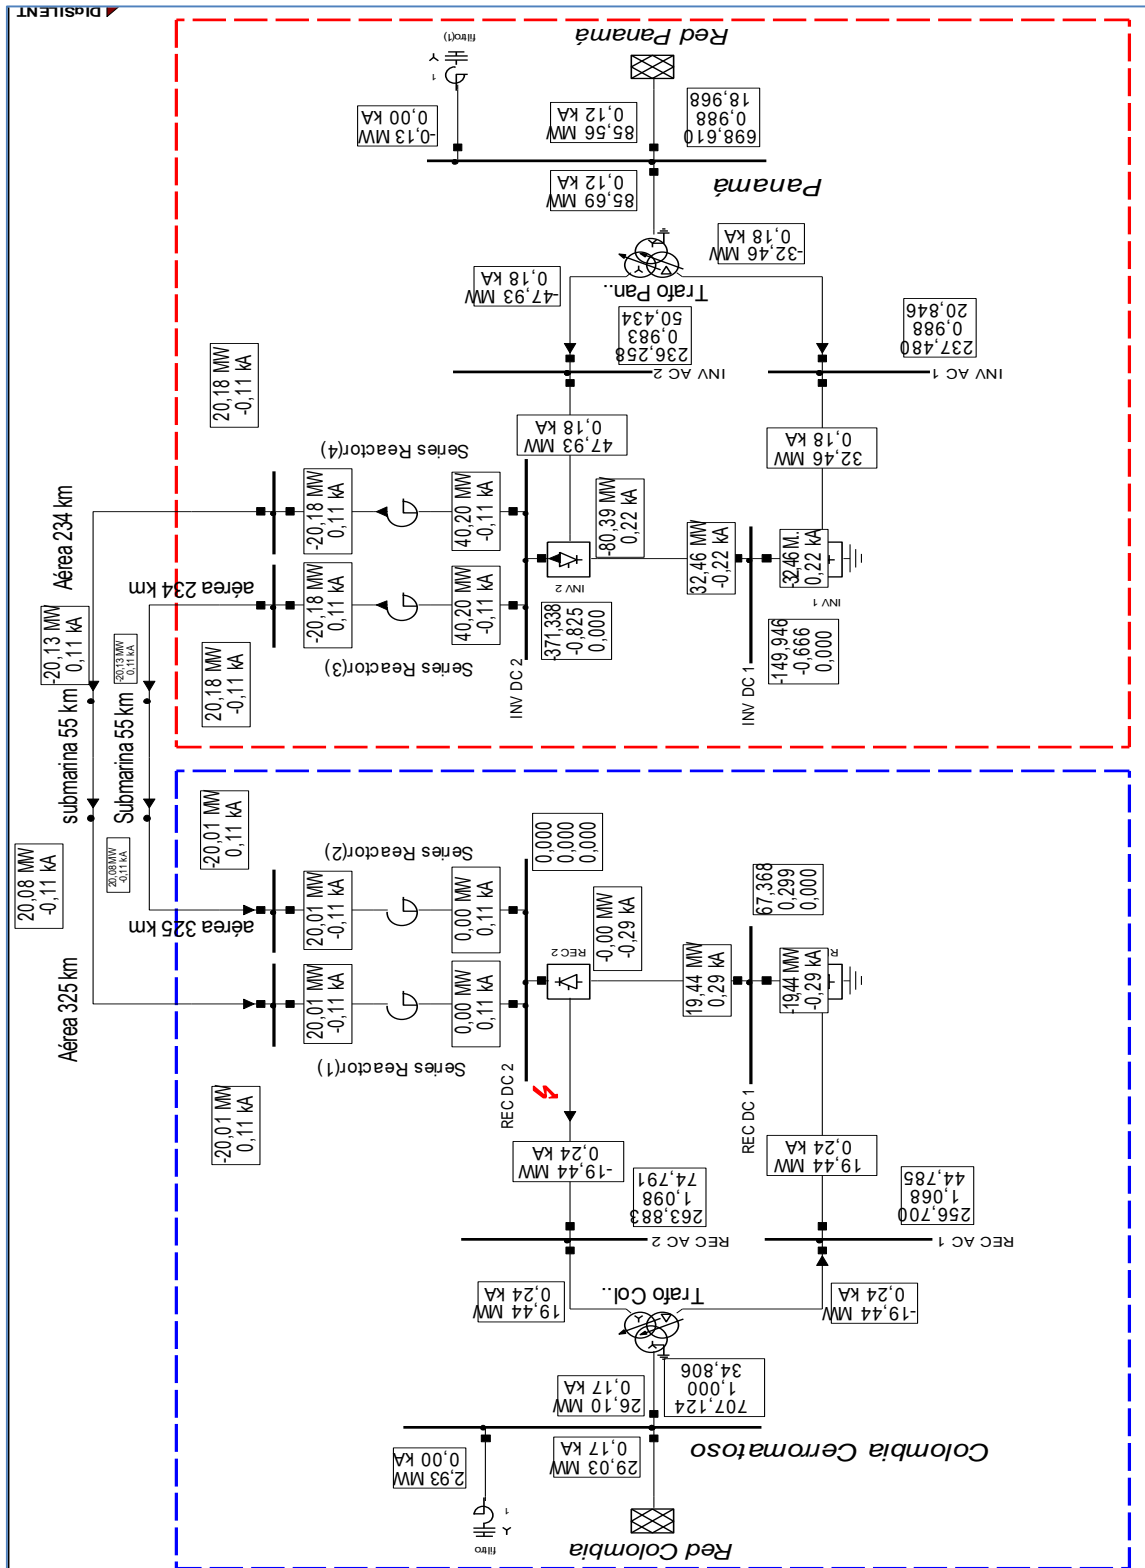 DIgSILENT
filtro(1)
Red Panamá
-0,13 MW
0,00 kA
85,56 MW
0,12 kA
698,610
0,988
18,968
Panamá
85,69 MW
0,12 kA
-47,93 MW
0,18 kA
Trafo Pan..
-32,46 MW
0,18 kA
236,258
0,983
50,434
237,480
0,988
20,846
INV AC 2
INV AC 1
20,18 MW
-0,11 kA
Series Reactor(4)
47,93 MW
0,18 kA
32,46 MW
0,18 kA
Aérea 234 km
-20,18 MW
0,11 kA
40,20 MW
-0,11 kA
-80,39 MW
0,22 kA
32,46 MW
-0,22 kA
-32,46 M..
0,22 kA
aérea 234 km
-20,18 MW
0,11 kA
40,20 MW
-0,11 kA
INV 2
INV 1
-20,13 MW
0,11 kA
-20,13 MW
0,11 kA
-371,338
-0,825
0,000
-149,946
-0,666
0,000
20,18 MW
-0,11 kA
Series Reactor(3)
INV DC 2
INV DC 1
submarina 55 km
Submarina 55 km
20,08 MW
-0,11 kA
20,08 MW
-0,11 kA
-20,01 MW
0,11 kA
Series Reactor(2)
0,000
0,000
0,000
67,368
0,299
0,000
aérea 325 km
20,01 MW
-0,11 kA
0,00 MW
0,11 kA
REC 2
-0,00 MW
-0,29 kA
19,44 MW
0,29 kA
-19,44 MW
-0,29 kA
R
Aérea 325 km
20,01 MW
-0,11 kA
0,00 MW
0,11 kA
Series Reactor(1)
REC DC 2
REC DC 1
-20,01 MW
0,11 kA
-19,44 MW
0,24 kA
19,44 MW
0,24 kA
263,883
1,098
74,791
256,700
1,068
44,785
REC AC 2
REC AC 1
19,44 MW
0,24 kA
Trafo Col..
-19,44 MW
0,24 kA
26,10 MW
0,17 kA
707,124
1,000
34,806
Colombia Cerromatoso
2,93 MW
0,00 kA
29,03 MW
0,17 kA
filtro
Red Colombia